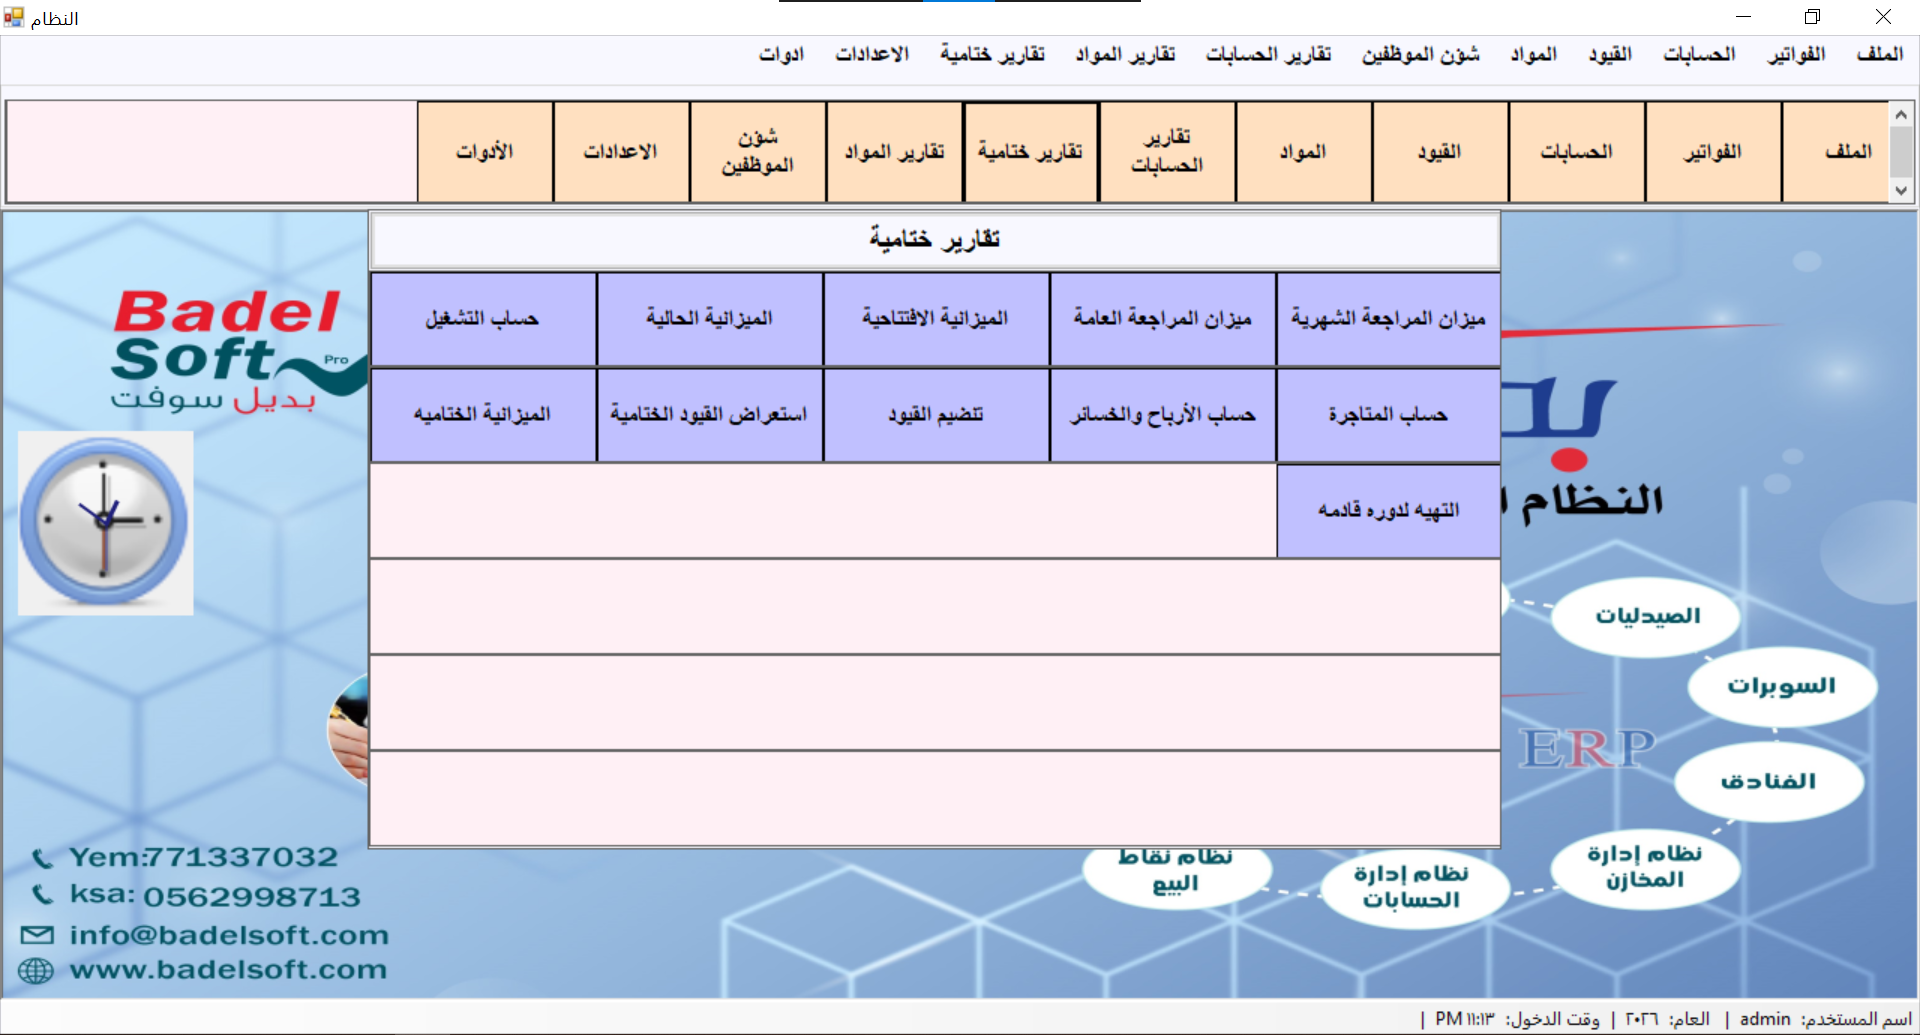 النظام
الملف الفواتير الحسابات القيود المواد شؤن الموظفين تقارير الحسابات تقارير المواد تقارير ختامية الاعدادات ادوات
الملف
الفواتير
الحسابات
القيود
المواد
تقارير
الحسابات
تقارير ختامية
تقارير المواد
شؤن
الموظفين
الاعدادات
الأدوات
تقارير ختامية
ميزان المراجعة الشهرية
ميزان المراجعة العامة
الميزانية الافتتاحية
الميزانية الحالية
حساب التشغيل
حساب المتاجرة
حساب الأرباح والخسائر
تلضيم القيود
استعراض القيود الختامية
الميزانية الختاميه
التهيه لدوره قادمه
Badel
Soft Pro
بديل سوفت
النظام
الصيدليات
السوبرات
ERP
الفنادق
نظام إدارة
المخازن
نظام إدارة
الحسابات
نظام نقاط
البيع
Yem:771337032
ksa: 0562998713
info@badelsoft.com
www.badelsoft.com
اسم المستخدم: admin | العام: ٢٠٢٦ | وقت الدخول: ١١:١٣ PM |